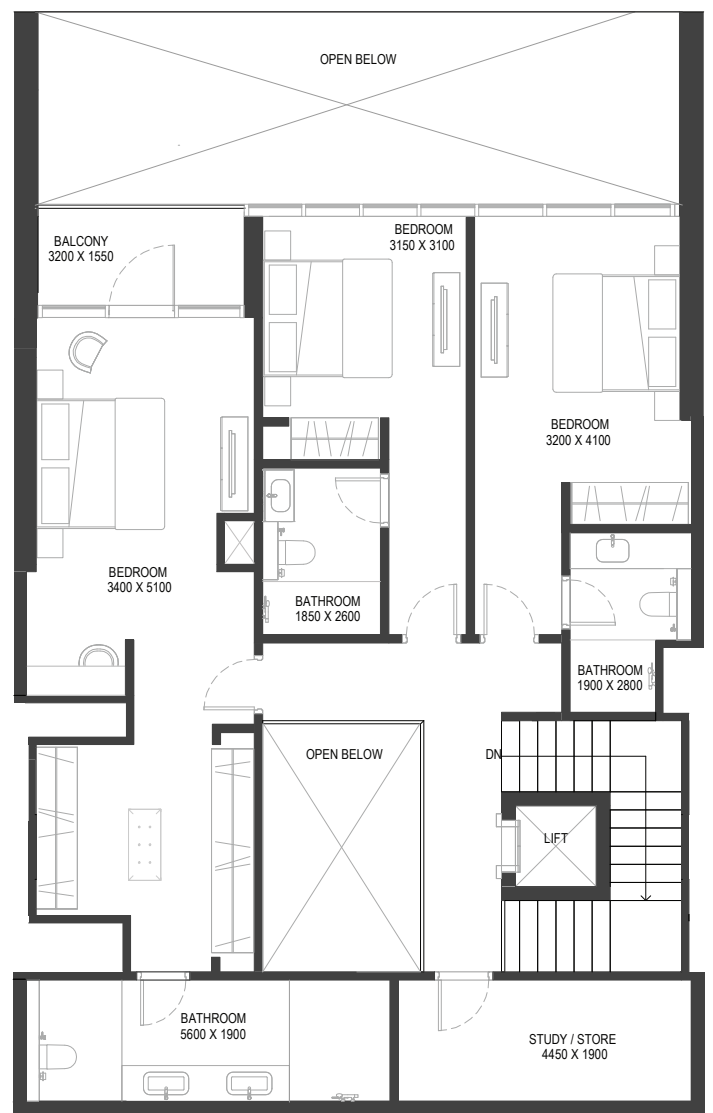 OPEN BELOW
BEDROOM
3150 X 3100
BALCONY
3200 X 1550
BEDROOM
3200 X 4100
BEDROOM
3400 X 5100
BATHROOM
1850 X 2600
BATHROOM
1900 X 2800
OPEN BELOW
DN
LIFT
BATHROOM
5600 X 1900
STUDY / STORE
4450 X 1900